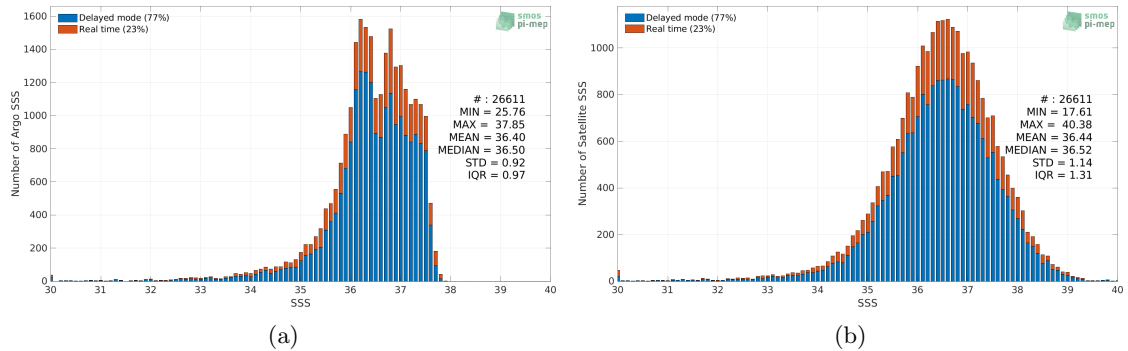 Delayed mode (77%)
Real time (23%)
smos
pi-mep
Number of Argo SSS
1600
1400
1200
1000
800
600
400
200
0
# : 26611
MIN = 25.76
MAX = 37.85
MEAN = 36.40
MEDIAN = 36.50
STD = 0.92
IQR = 0.97
30 31 32 33 34 35 36 37 38 39 40
SSS
(a)
Delayed mode (77%)
Real time (23%)
smos
pi-mep
Number of Satellite SSS
1000
800
600
400
200
0
# : 26611
MIN = 17.61
MAX = 40.38
MEAN = 36.44
MEDIAN = 36.52
STD = 1.14
IQR = 1.31
30 31 32 33 34 35 36 37 38 39 40
SSS
(b)